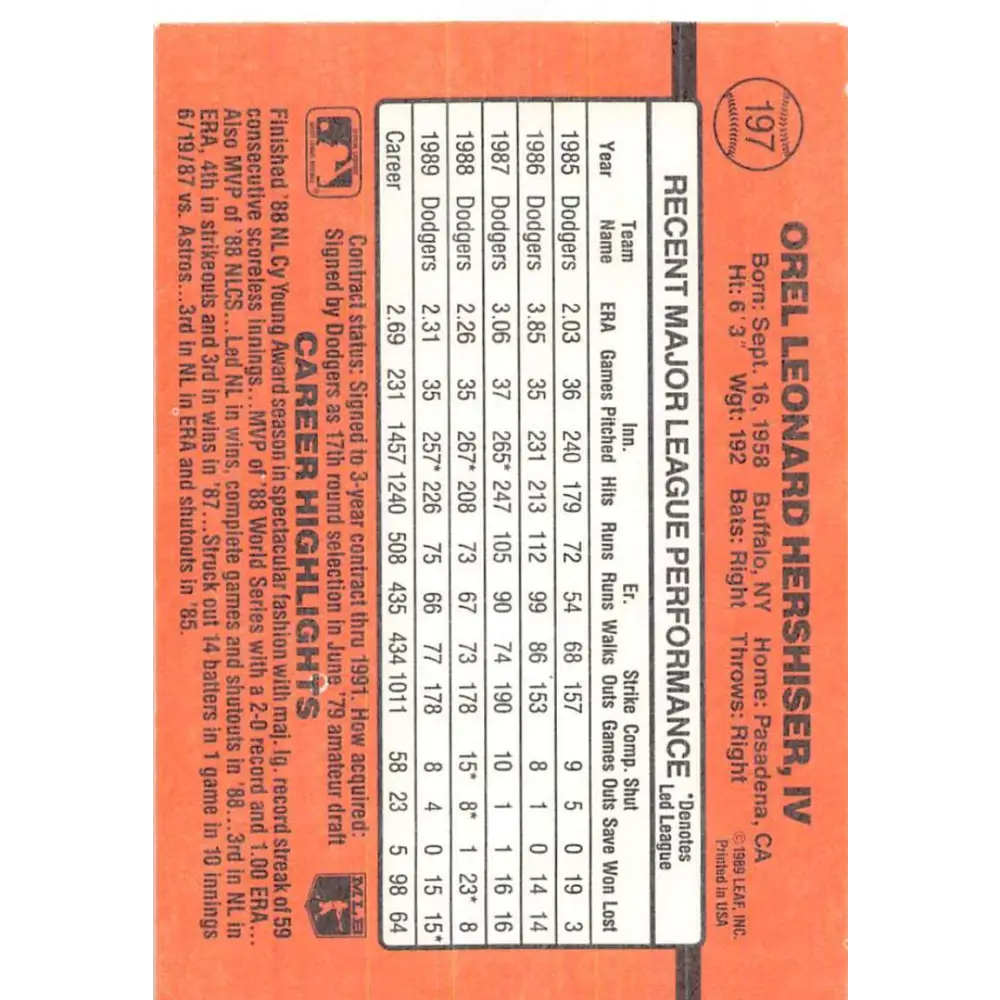 197
OREL LEONARD HERSHISER, IV
Born: Sept. 16, 1958 Buffalo, NY Home: Pasadena, CA
Ht: 6'3" Wgt: 192 Bats: Right Throws: Right
© 1989 LEAF, INC.
Printed in USA
RECENT MAJOR LEAGUE PERFORMANCE *Denotes Led League
Team Inn. Er. Strike Comp. Shut
Year Name ERA Games Pitched Hits Runs Runs Walks Outs Games Outs Save Won Lost
1985 Dodgers 2.03 36 240 179 72 54 68 157 9 5 0 19 3
1986 Dodgers 3.85 35 231 213 112 99 86 153 8 1 0 14 14
1987 Dodgers 3.06 37 265* 247 105 90 74 190 10 1 1 16 16
1988 Dodgers 2.26 35 267* 208 73 67 73 178 15* 8* 1 23* 8
1989 Dodgers 2.31 35 257* 226 75 66 77 178 8 4 0 15 15*
Career 2.69 231 1457 1240 508 435 434 1011 58 23 5 98 64
Contract status: Signed to 3-year contract thru 1991. How acquired:
Signed by Dodgers as 17th round selection in June, '79 amateur draft
MLB
CAREER HIGHLIGHTS
Finished '88 NL Cy Young Award season in spectacular fashion with maj. lg. record streak of 59
consecutive scoreless innings...MVP of '88 World Series with a 2-0 record and 1.00 ERA...
Also MVP of '88 NLCS...Led NL in wins, complete games and shutouts in '88...3rd in NL in
ERA, 4th in strikeouts and 3rd in wins in '87...Struck out 14 batters in 1 game in 10 innings
6/19/87 vs. Astros...3rd in NL in ERA and shutouts in '85.